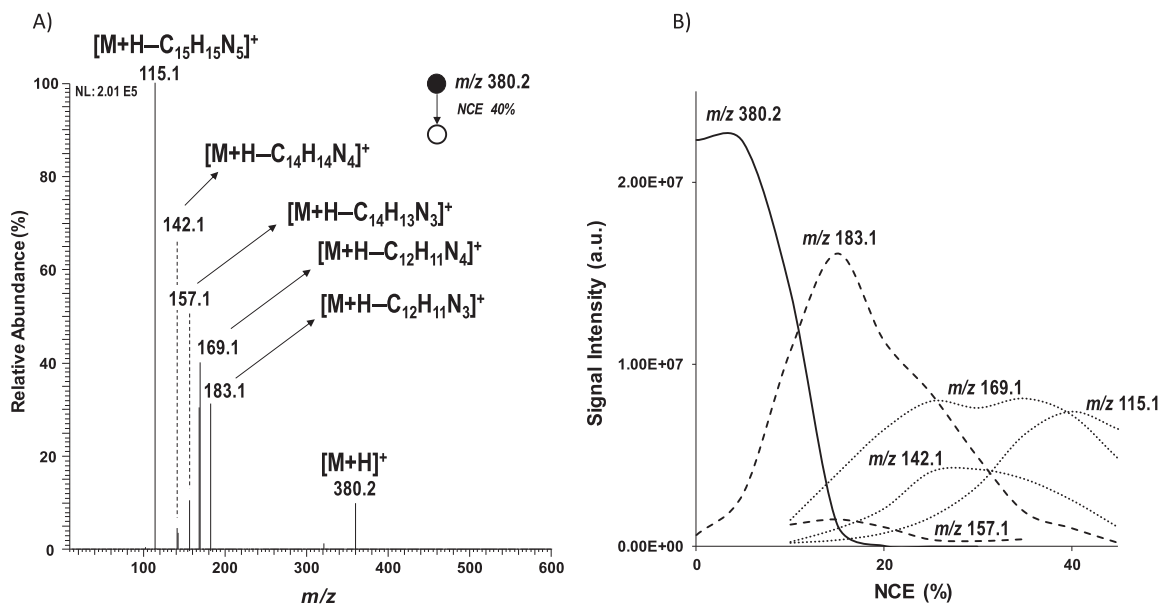 A)
[M+H—C₁₅H₁₅N₅]⁺
115.1
NL: 2.01 E5
m/z 380.2
NCE 40%
[M+H—C₁₄H₁₄N₄]⁺
142.1
[M+H—C₁₄H₁₃N₃]⁺
157.1
[M+H—C₁₂H₁₁N₄]⁺
169.1
[M+H—C₁₂H₁₁N₃]⁺
183.1
[M+H]⁺
380.2
Relative Abundance (%)
100
80
60
40
20
0
0 100 200 300 400 500 600
m/z
B)
m/z 380.2
m/z 183.1
m/z 169.1
m/z 115.1
m/z 142.1
m/z 157.1
Signal Intensity (a.u.)
2.00E+07
1.00E+07
0.00E+00
0 20 40
NCE (%)